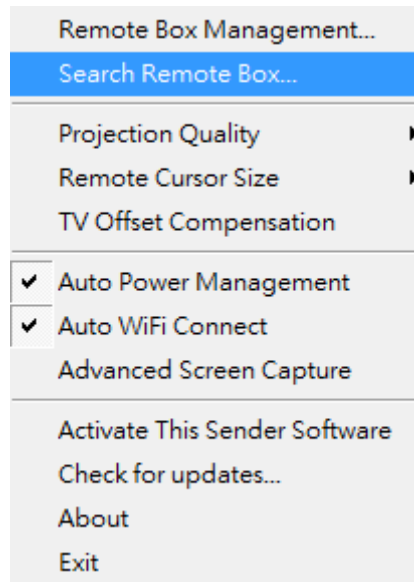 Remote Box Management...
Search Remote Box...
Projection Quality
Remote Cursor Size
TV Offset Compensation
Auto Power Management
Auto WiFi Connect
Advanced Screen Capture
Activate This Sender Software
Check for updates...
About
Exit